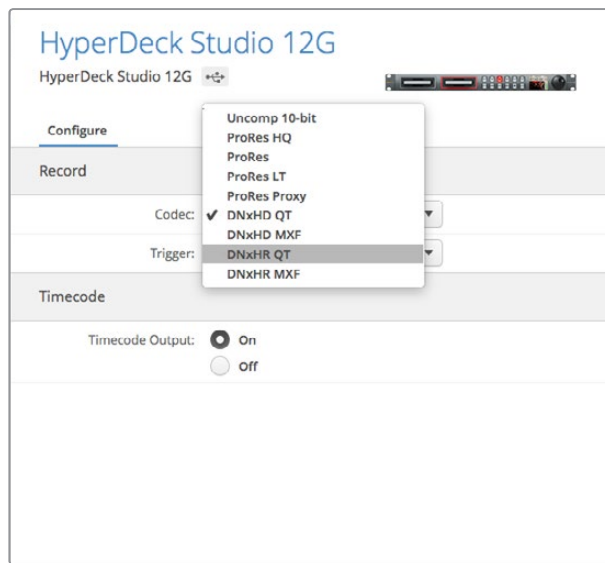 HyperDeck Studio 12G
HyperDeck Studio 12G
Configure
Record
Codec:
Uncomp 10-bit
ProRes HQ
ProRes
ProRes LT
ProRes Proxy
✔ DNxHD QT
DNxHD MXF
DNxHR QT
DNxHR MXF
Trigger:
Timecode
Timecode Output:
On
Off